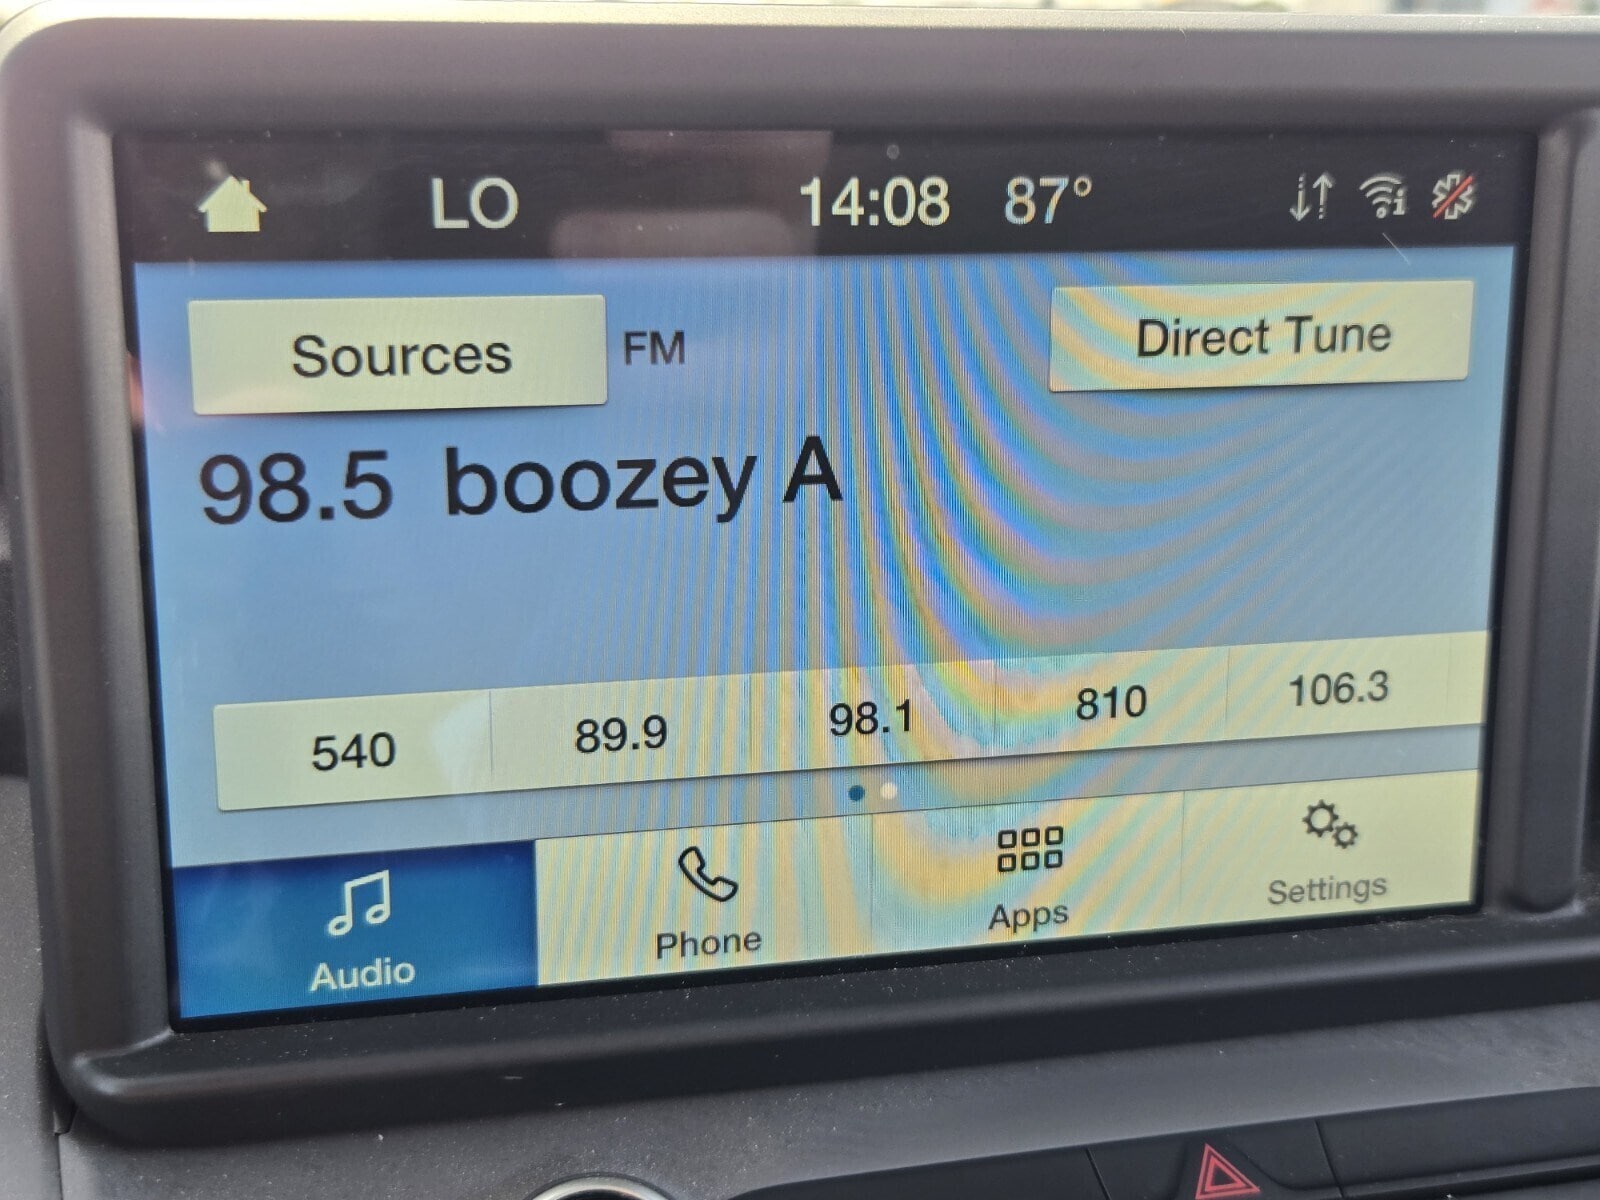 LO 14:08 87°
Sources FM Direct Tune
98.5 boozey A
540 89.9 98.1 810 106.3
Audio Phone Apps Settings